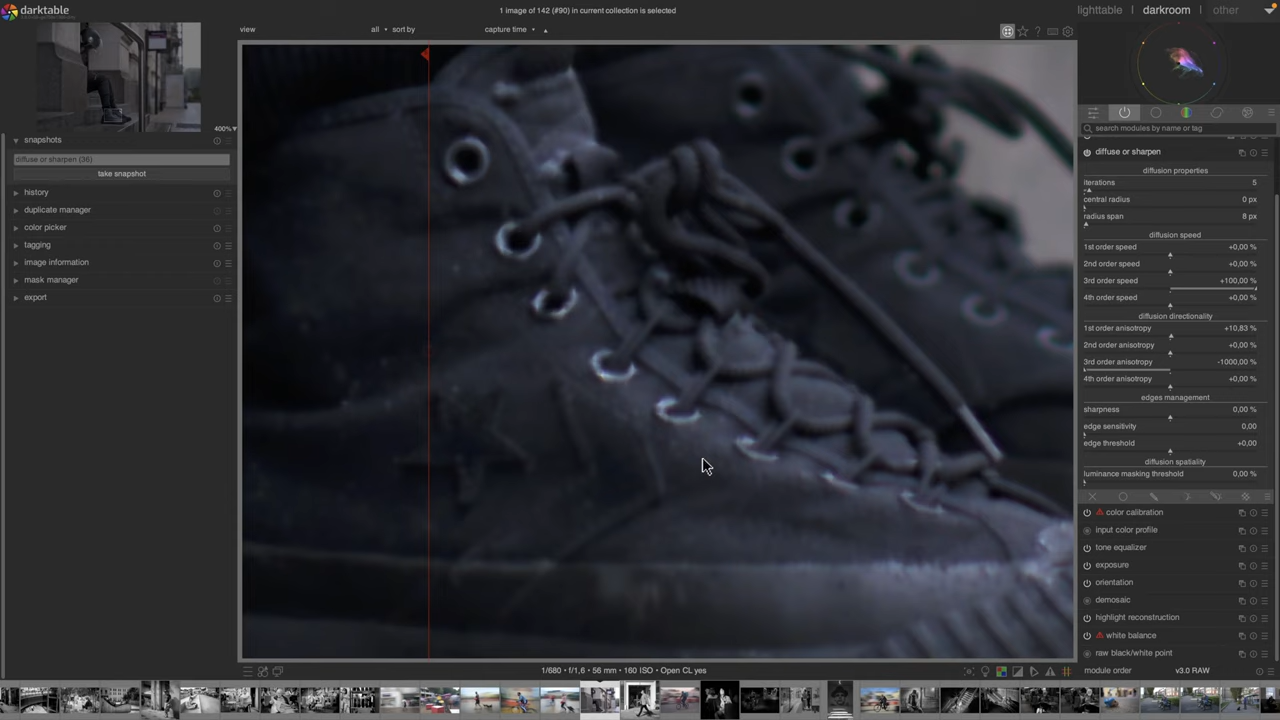 darktable
1 image of 142 (#90) in current collection is selected
lighttable darkroom other
view all • sort by capture time •
400%
search modules by name or tag
snapshots
diffuse or sharpen (36)
take snapshot
history
duplicate manager
color picker
tagging
image information
mask manager
export
diffuse or sharpen
diffusion properties
iterations 5
central radius 0 px
radius span 8 px
diffusion speed
1st order speed +0,00 %
2nd order speed +0,00 %
3rd order speed +100,00 %
4th order speed +0,00 %
diffusion directionality
1st order anisotropy +10,83 %
2nd order anisotropy +0,00 %
3rd order anisotropy -1000,00 %
4th order anisotropy +0,00 %
edges management
sharpness 0,00 %
edge sensitivity 0,00
edge threshold +0,00
diffusion spatiality
luminance masking threshold 0,00 %
color calibration
input color profile
tone equalizer
exposure
orientation
demosaic
highlight reconstruction
white balance
raw black/white point
module order v3.0 RAW
1/680 • f/1,6 • 56 mm • 160 ISO • Open CL yes